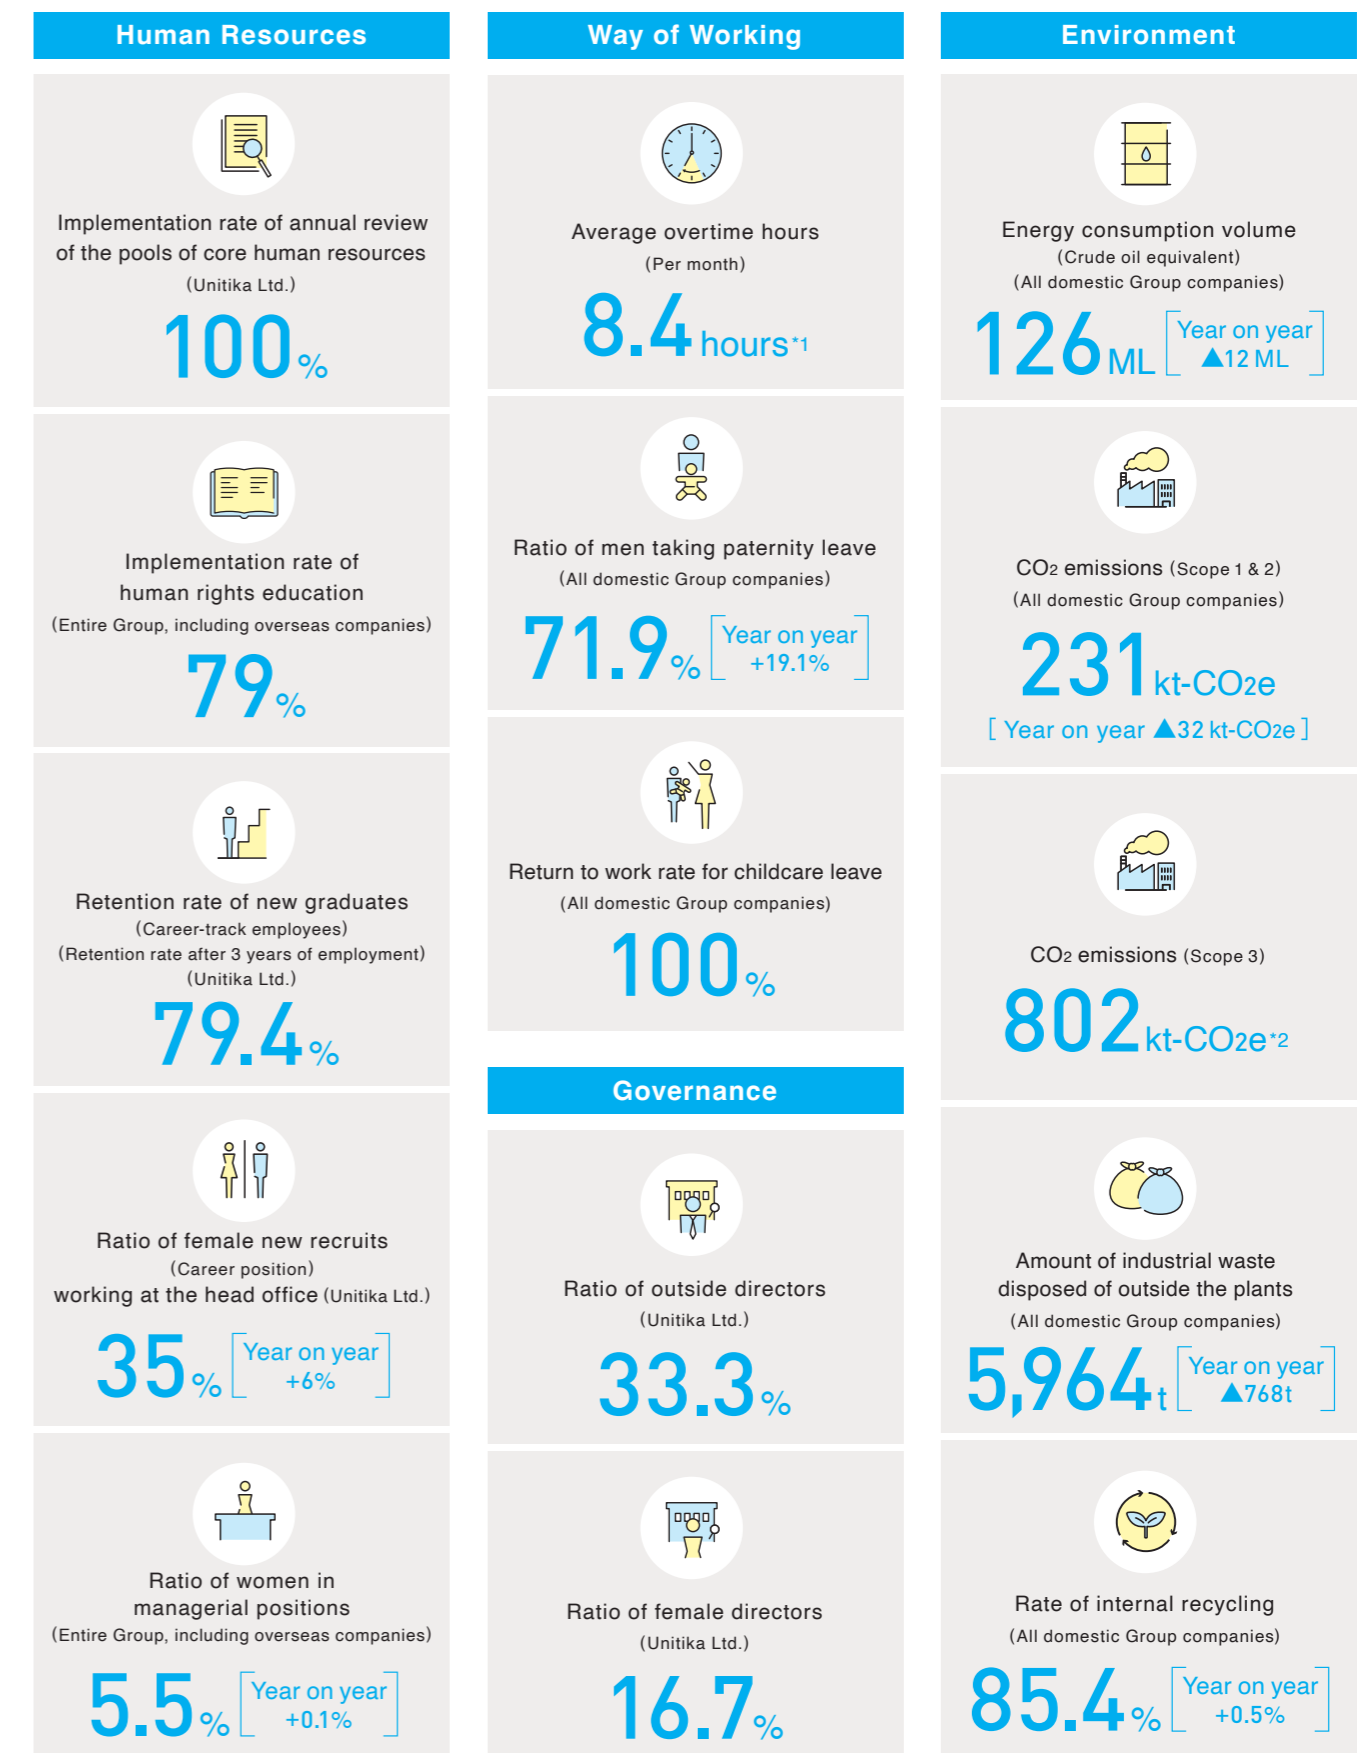 Human Resources
Implementation rate of annual review
of the pools of core human resources
(Unitika Ltd.)
100%
Implementation rate of
human rights education
(Entire Group, including overseas companies)
79%
Retention rate of new graduates
(Career-track employees)
(Retention rate after 3 years of employment)
(Unitika Ltd.)
79.4%
Ratio of female new recruits
(Career position)
working at the head office (Unitika Ltd.)
35% [Year on year
+6%]
Ratio of women in
managerial positions
(Entire Group, including overseas companies)
5.5% [Year on year
+0.1%]
Way of Working
Average overtime hours
(Per month)
8.4 hours*1
Ratio of men taking paternity leave
(All domestic Group companies)
71.9% [Year on year
+19.1%]
Return to work rate for childcare leave
(All domestic Group companies)
100%
Governance
Ratio of outside directors
(Unitika Ltd.)
33.3%
Ratio of female directors
(Unitika Ltd.)
16.7%
Environment
Energy consumption volume
(Crude oil equivalent)
(All domestic Group companies)
126 ML [Year on year
▲12 ML]
CO2 emissions (Scope 1 & 2)
(All domestic Group companies)
231 kt-CO2e
[Year on year ▲32 kt-CO2e]
CO2 emissions (Scope 3)
802 kt-CO2e*2
Amount of industrial waste
disposed of outside the plants
(All domestic Group companies)
5,964 t [Year on year
▲768t]
Rate of internal recycling
(All domestic Group companies)
85.4% [Year on year
+0.5%]